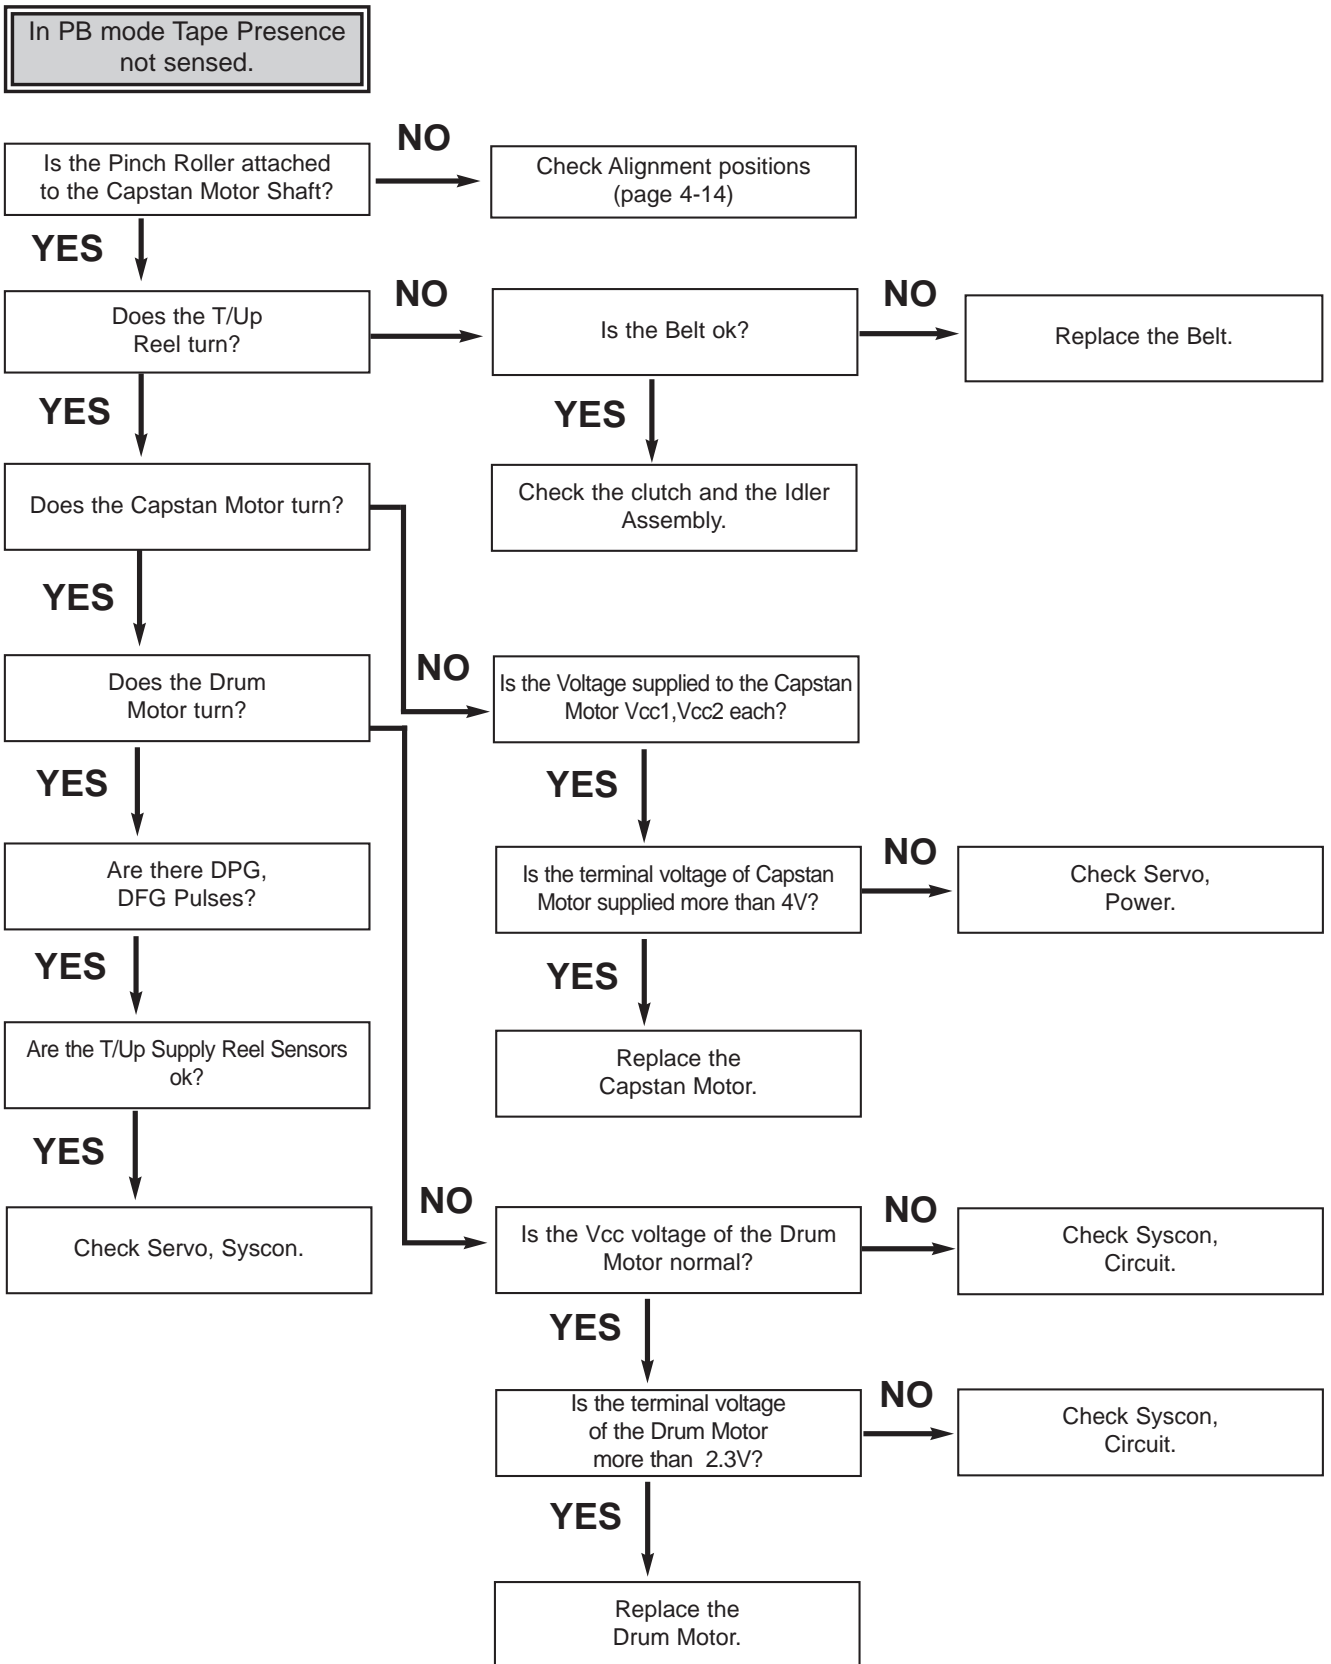 In PB mode Tape Presence
not sensed.
Is the Pinch Roller attached
to the Capstan Motor Shaft?
NO
Check Alignment positions
(page 4-14)
YES
Does the T/Up
Reel turn?
NO
Is the Belt ok?
NO
Replace the Belt.
YES
YES
Does the Capstan Motor turn?
Check the clutch and the Idler
Assembly.
YES
Does the Drum
Motor turn?
NO
Is the Voltage supplied to the Capstan
Motor Vcc1,Vcc2 each?
YES
YES
Are there DPG,
DFG Pulses?
Is the terminal voltage of Capstan
Motor supplied more than 4V?
NO
Check Servo,
Power.
YES
YES
Are the T/Up Supply Reel Sensors
ok?
Replace the
Capstan Motor.
YES
Check Servo, Syscon.
NO
Is the Vcc voltage of the Drum
Motor normal?
NO
Check Syscon,
Circuit.
YES
Is the terminal voltage
of the Drum Motor
more than 2.3V?
NO
Check Syscon,
Circuit.
YES
Replace the
Drum Motor.